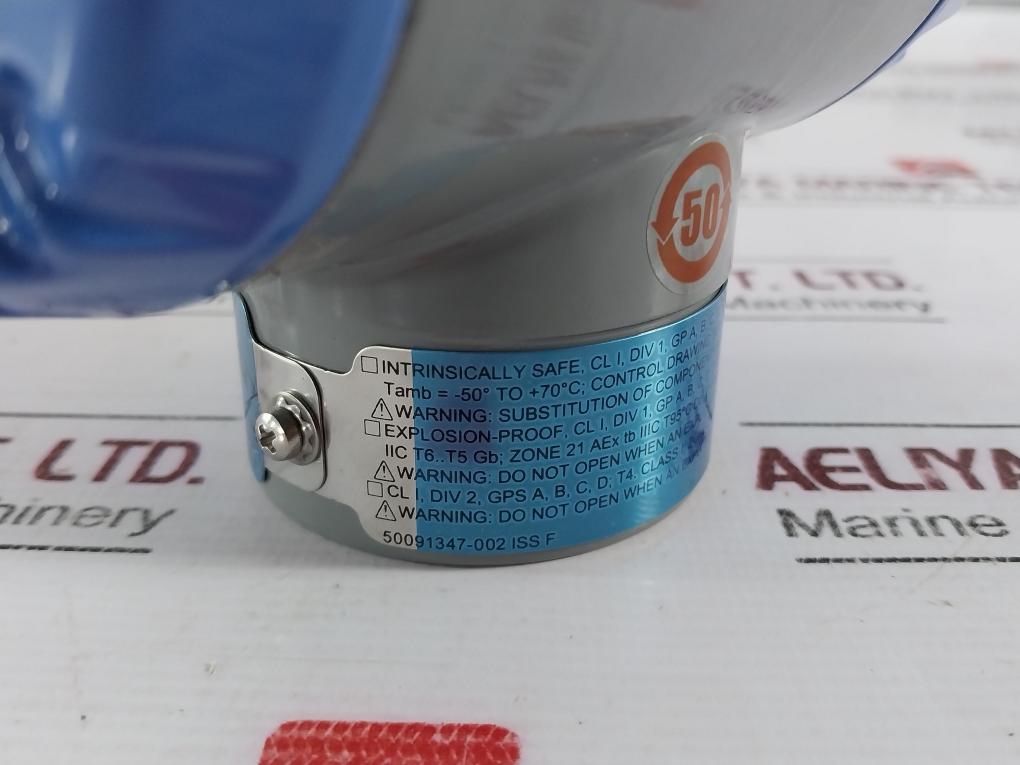 50
INTRINSICALLY SAFE, CL I, DIV 1, GP A, B,
Tamb = -50° TO +70°C; CONTROL DRAWING
WARNING: SUBSTITUTION OF COMPONE
EXPLOSION-PROOF, CL I, DIV 1, GP A, B,
IIC T6..T5 Gb; ZONE 21 AEx tb IIIC T95°C
WARNING: DO NOT OPEN WHEN AN EX
CL I, DIV 2, GPS A, B, C, D; T4: CLASS
WARNING: DO NOT OPEN WHEN AN
50091347-002 ISS F
T. LTD.
Machinery
T LTD.
hinery
AELIYA
Marine